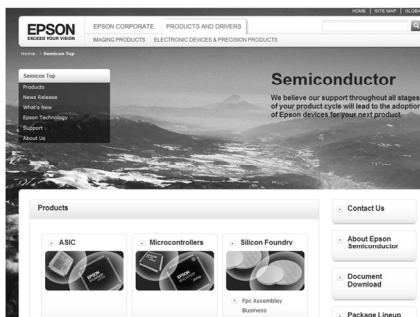 HOME | SITE MAP | GLOBA
EPSON
EXCEED YOUR VISION
EPSON CORPORATE
PRODUCTS AND DRIVERS
IMAGING PRODUCTS
ELECTRONIC DEVICES & PRECISION PRODUCTS
Home > Semicon Top
Semicon Top
Products
News Release
What's New
Epson Technology
Support
About Us
Semiconductor
We believe our support throughout all stages
of your product cycle will lead to the adoption
of Epson devices for your next product.
Products
ASIC
Microcontrollers
Silicon Foundry
EPSON
EPSON
Fpc Assembley
Business
Contact Us
About Epson
Semiconductor
Document
Download
Package Lineup